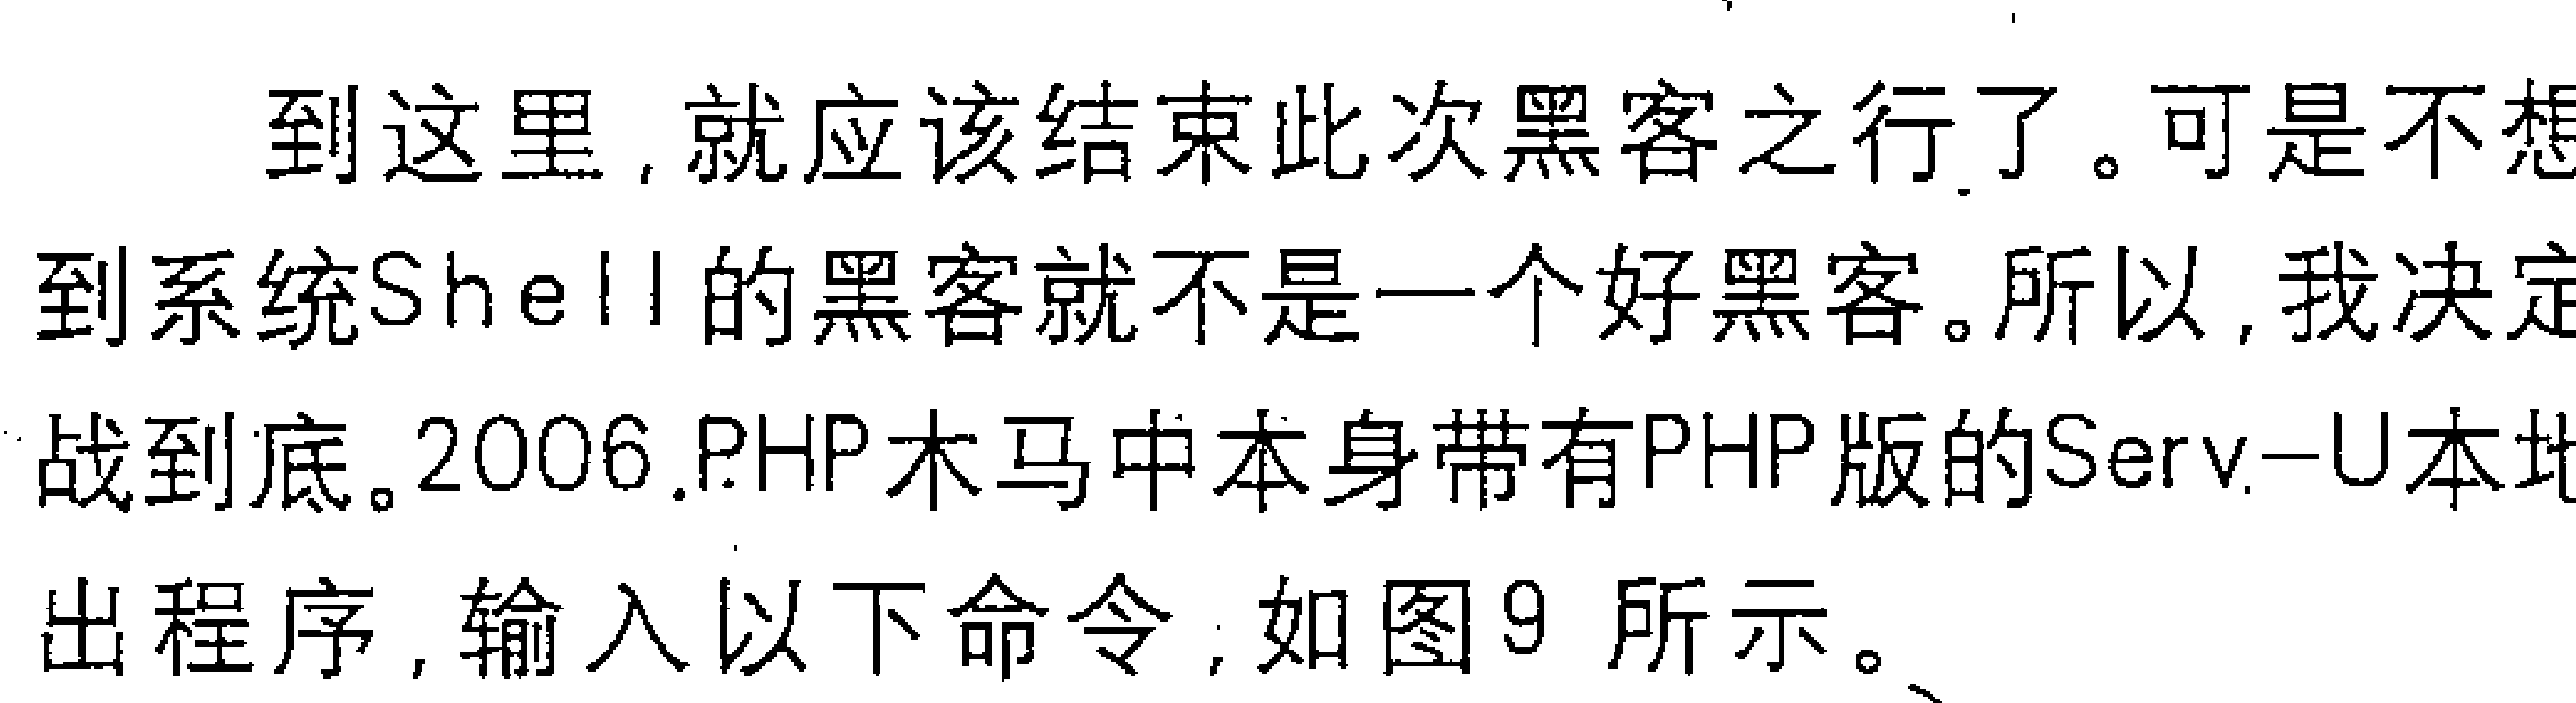 到这里,就应该结束此次黑客之行了。可是不想
到系统Shell的黑客就不是一个好黑客。所以,我决定
战到底。2006.PHP木马中本身带有PHP版的Serv-U本地
出程序,输入以下命令,如图9 所示。